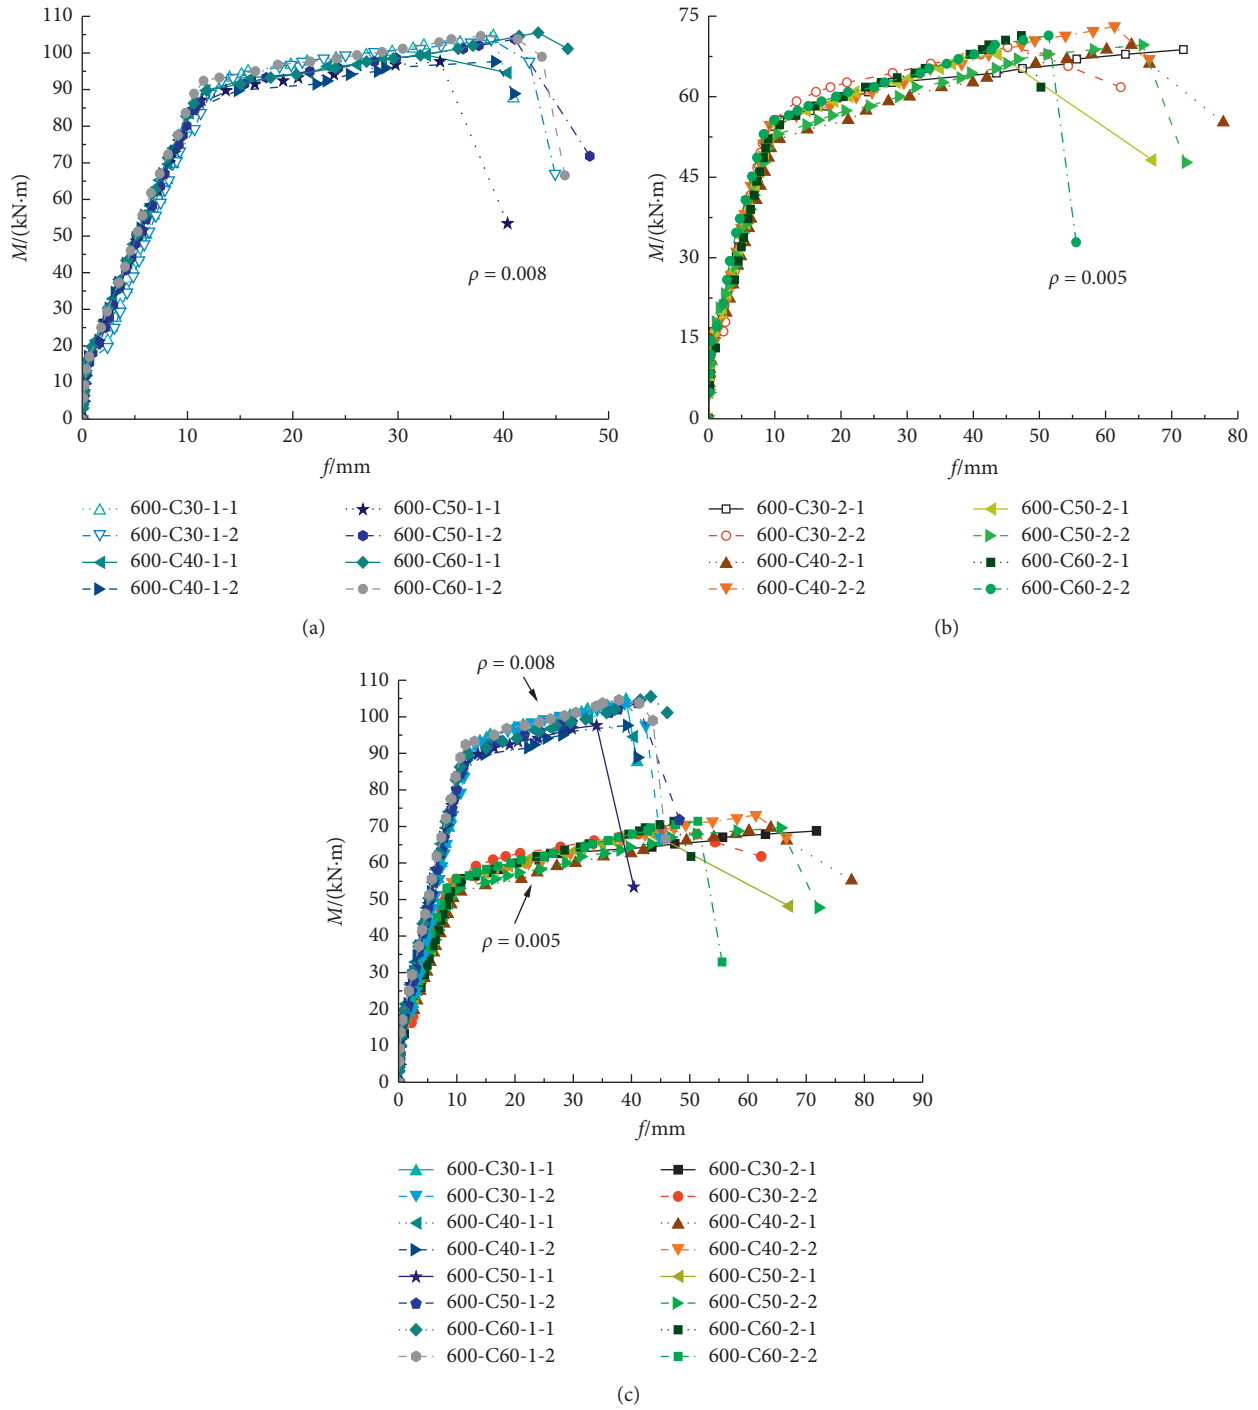 110
100
90
80
70
60
50
40
30
20
10
0
M/(kN·m)
0 10 20 30 40 50
f/mm
ρ = 0.008
600-C30-1-1
600-C30-1-2
600-C40-1-1
600-C40-1-2
600-C50-1-1
600-C50-1-2
600-C60-1-1
600-C60-1-2
(a)
75
60
45
30
15
0
M/(kN·m)
0 10 20 30 40 50 60 70 80
f/mm
ρ = 0.005
600-C30-2-1
600-C30-2-2
600-C40-2-1
600-C40-2-2
600-C50-2-1
600-C50-2-2
600-C60-2-1
600-C60-2-2
(b)
ρ = 0.008
110
100
90
80
70
60
50
40
30
20
10
0
M/(kN·m)
ρ = 0.005
0 10 20 30 40 50 60 70 80 90
f/mm
600-C30-1-1
600-C30-1-2
600-C40-1-1
600-C40-1-2
600-C50-1-1
600-C50-1-2
600-C60-1-1
600-C60-1-2
600-C30-2-1
600-C30-2-2
600-C40-2-1
600-C40-2-2
600-C50-2-1
600-C50-2-2
600-C60-2-1
600-C60-2-2
(c)